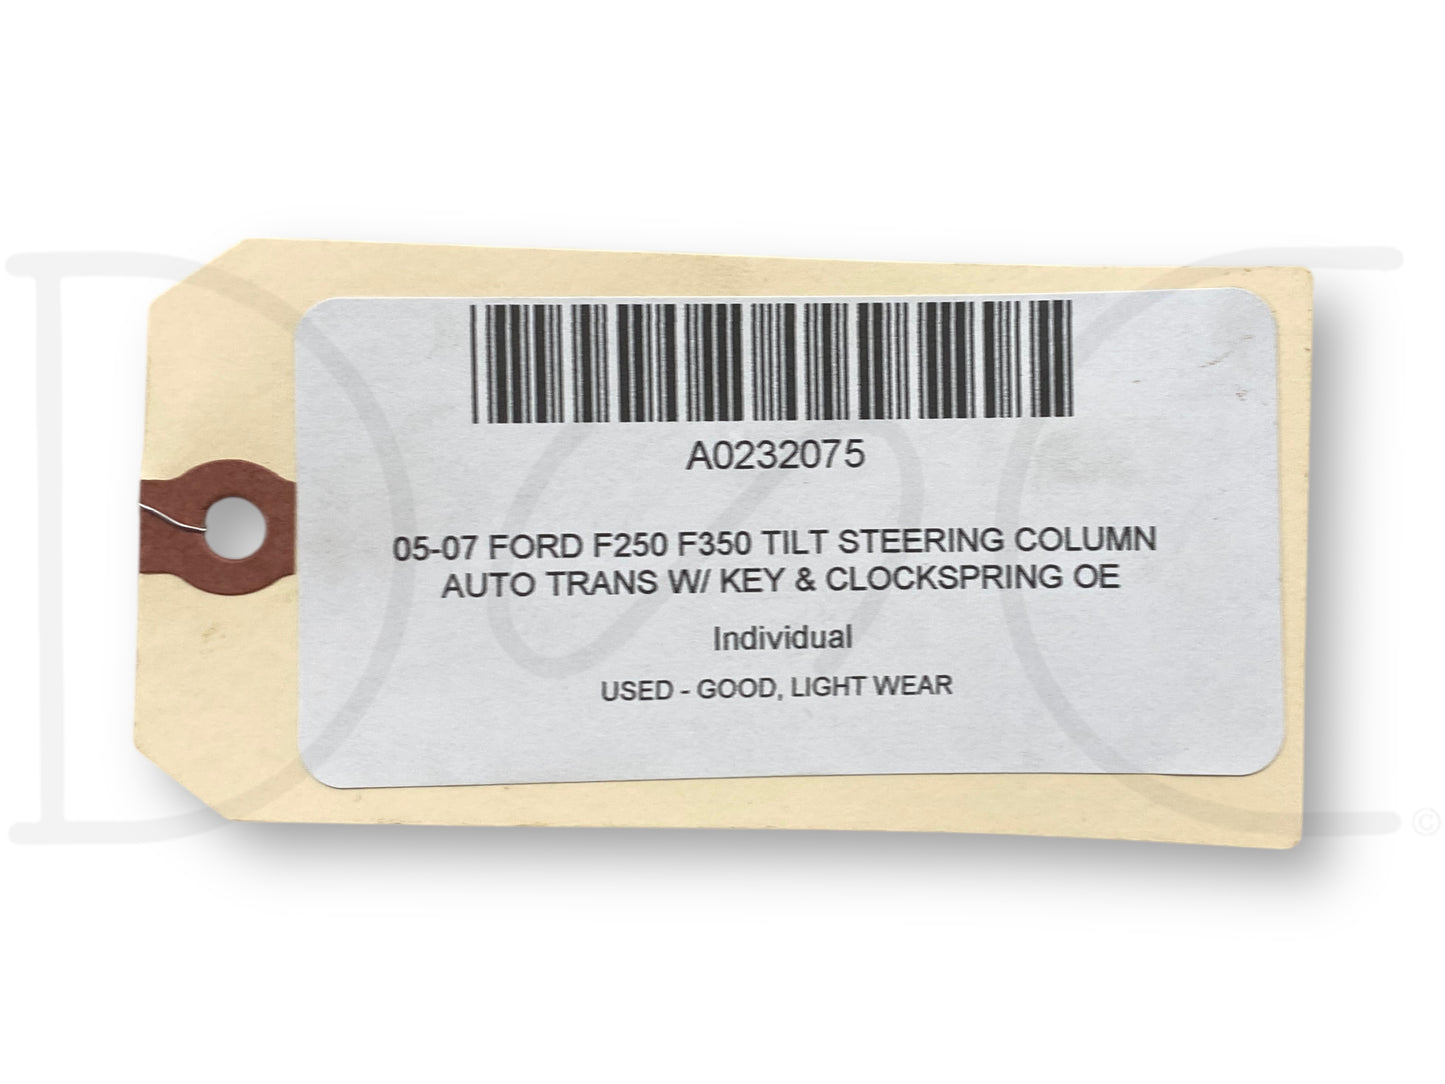 A0232075
05-07 FORD F250 F350 TILT STEERING COLUMN
AUTO TRANS W/ KEY & CLOCKSPRING OE
Individual
USED - GOOD, LIGHT WEAR
D C ©